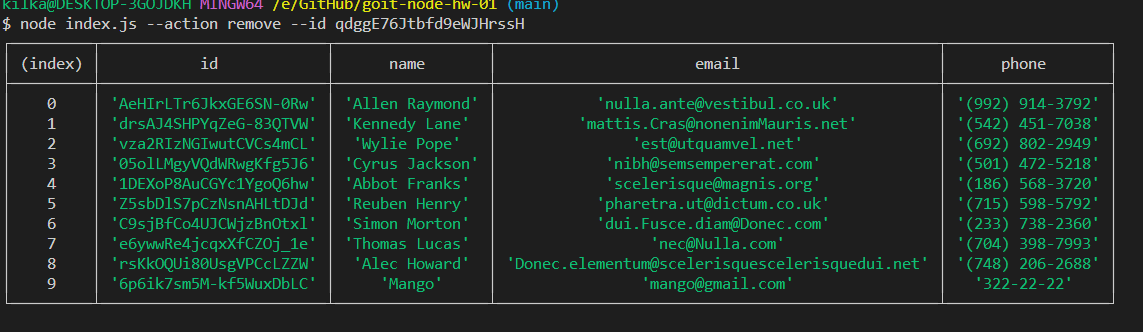 kilka@DESKTOP-3GOJDKH MINGW64 /e/GitHub/goit-node-hw-01 (main)
$ node index.js --action remove --id qdggE76Jtbfd9eWJHrssH
(index) id name email phone
0 'AeHIrLTr6JkxGE6SN-0Rw' 'Allen Raymond' 'nulla.ante@vestibul.co.uk' '(992) 914-3792'
1 'drsAJ4SHPYqZeG-83QTVW' 'Kennedy Lane' 'mattis.Cras@nonenimMauris.net' '(542) 451-7038'
2 'vza2RIzNGIwutCVCs4mCL' 'Wylie Pope' 'est@utquamvel.net' '(692) 802-2949'
3 '05olLMgyVQdWRwgKfg5J6' 'Cyrus Jackson' 'nibh@semsempererat.com' '(501) 472-5218'
4 '1DEXoP8AuCGYc1YgoQ6hw' 'Abbot Franks' 'scelerisque@magnis.org' '(186) 568-3720'
5 'Z5sbDlS7pCzNsnAHLtDJd' 'Reuben Henry' 'pharetra.ut@dictum.co.uk' '(715) 598-5792'
6 'C9sjBfCo4UJCWjzBnOtxl' 'Simon Morton' 'dui.Fusce.diam@Donec.com' '(233) 738-2360'
7 'e6ywwRe4jcqxXfCZOj_1e' 'Thomas Lucas' 'nec@Nulla.com' '(704) 398-7993'
8 'rsKkOQUi80UsgVPCcLZZW' 'Alec Howard' 'Donec.elementum@scelerisquescelerisquedui.net' '(748) 206-2688'
9 '6p6ik7sm5M-kf5WuxDbLC' 'Mango' 'mango@gmail.com' '322-22-22'